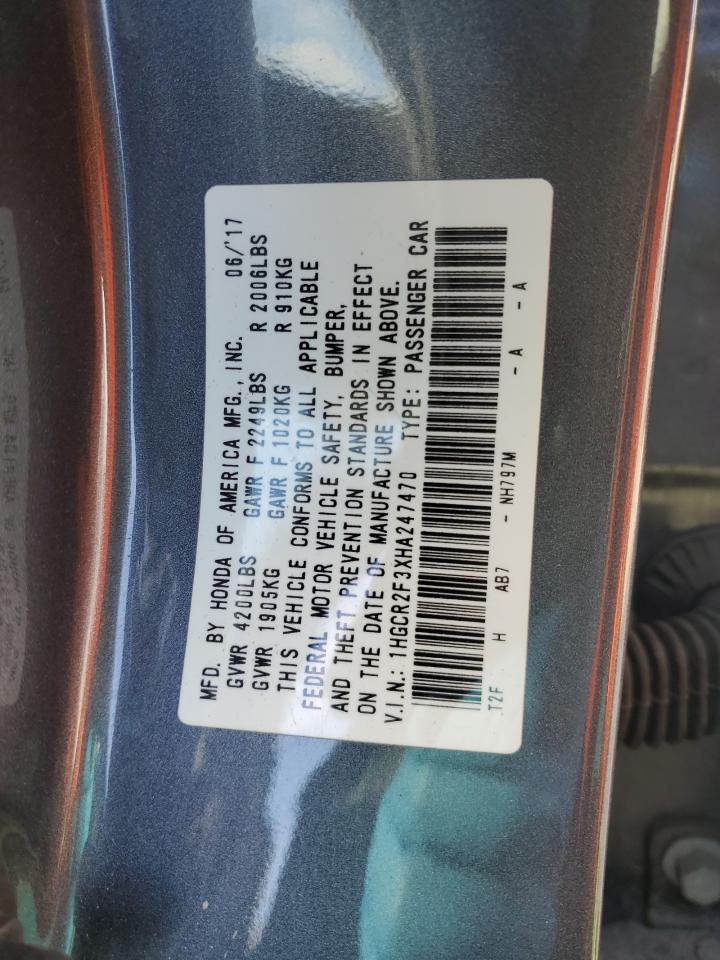 MFD. BY HONDA OF AMERICA MFG., INC. 06/'17
GVWR 4200LBS GAWR F 2249LBS R 2006LBS
GVWR 1905KG GAWR F 1020KG R 910KG
THIS VEHICLE CONFORMS TO ALL APPLICABLE
FEDERAL MOTOR VEHICLE SAFETY, BUMPER,
AND THEFT PREVENTION STANDARDS IN EFFECT
ON THE DATE OF MANUFACTURE SHOWN ABOVE.
V.I.N.: 1HGCR2F3XHA247470 TYPE: PASSENGER CAR
T2F H AB7 - NH797M - A - A